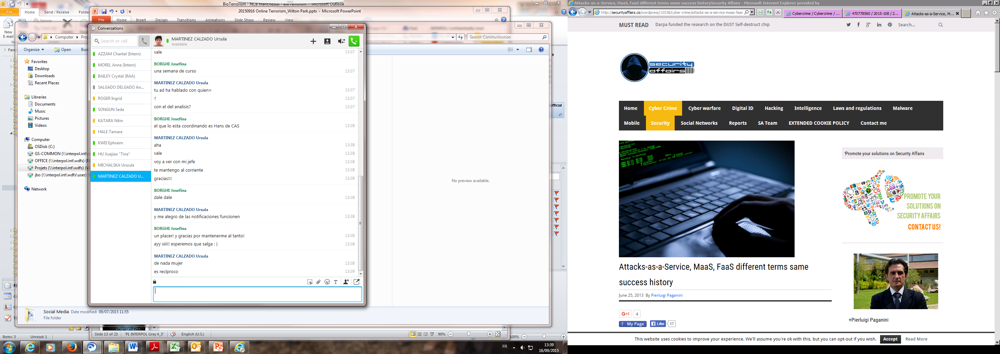 BioTerrorism - NCB Manchester - BioTerrorism - Microsoft Outlook
File
Home
Send / Receive
Folder
Ignore
New
E-mail
20150916 Online Terrorism_Wilton Park.pptx - Microsoft PowerPoint
File
Home
Insert
Design
Transitions
Animations
Slide Show
Review
View
Computer
Search Communication
Organize
Open
Favorites
Desktop
Downloads
Recent Places
Libraries
Documents
Music
Pictures
Videos
Computer
OSDisk (C:)
GS-COMMON (\\interpol.int\
OFFICE (\\interpol.int\wdfs) (
Projets (\\interpol.int\wdfs) (
jbo (\\interpol.int\wdfs\user)
Network
No preview available.
Social Media Date modified: 09/07/2015 11:55
File folder
Conversations
Search or call
AZZAM Chantal (Intern)
MOREL Anne (Intern)
BAILEY Crystal (RAA)
SALGADO DELGADO An...
ROGER Ingrid
SONGUN Seda
KATARA Nitin
HALE Tamara
KWEI Ephraim
HU Xuejiao "Tina"
MICHALSKA Urszula
MARTINEZ CALZADO U...
MARTINEZ CALZADO Ursula
Available
vale 13:37
BORGHI Josefina
una semana de curso 13:37
MARTINEZ CALZADO Ursula
tu ad ha hablado con quien= 13:37
? 13:37
con el del analisis? 13:37
BORGHI Josefina
el que lo esta coordinando es Hans de CAS 13:38
MARTINEZ CALZADO Ursula
aha 13:38
vale 13:38
voy a ver con mi jefe 13:38
te mantengo al corriente 13:38
gracias!!! 13:38
BORGHI Josefina
dale dale 13:38
MARTINEZ CALZADO Ursula
y me alegro de las notificaciones funcionen 13:38
BORGHI Josefina
un placer! y gracias por mantenerme al tanto! 13:38
ayy siii!! esperemos que salga : ) 13:38
MARTINEZ CALZADO Ursula
de nada mujer 13:38
es recíproco 13:39
Slide 13 of 23
"P1 INTERPOL Grey 4_3"
English (U.S.)
90%
100%
Items: 3
Unread: 1
FR
13:39
16/09/2015
Attacks-as-a-Service, MaaS, FaaS different terms same success historySecurity Affairs - Microsoft Internet Explorer provided by
http://securityaffairs.co/wordpress/15538/cyber-crime/attacks-as-a-service-maas-faas
Cybercrime / Cybercrime / ...
470778560 / 2015-108 / 2...
Attacks-as-a-Service, M...
MUST READ
Darpa funded the research on the DUST Self-destruct chip
Search...
security
affairs
Home
Cyber Crime
Cyber warfare
Digital ID
Hacking
Intelligence
Laws and regulations
Malware
Mobile
Security
Social Networks
Reports
SA Team
EXTENDED COOKIE POLICY
Contact me
Attacks-as-a-Service, MaaS, FaaS different terms same
success history
June 25, 2013 By Pierluigi Paganini
G+1 4
My Page
Like 17
Promote your solutions on Security Affairs
PROMOTE YOUR
SOLUTIONS ON
SECURITY AFFAIRS
CONTACT US!
+Pierluigi Paganini
This website uses cookies to improve your experience. We'll assume you're ok with this, but you can opt-out if you wish.
Accept
Read More